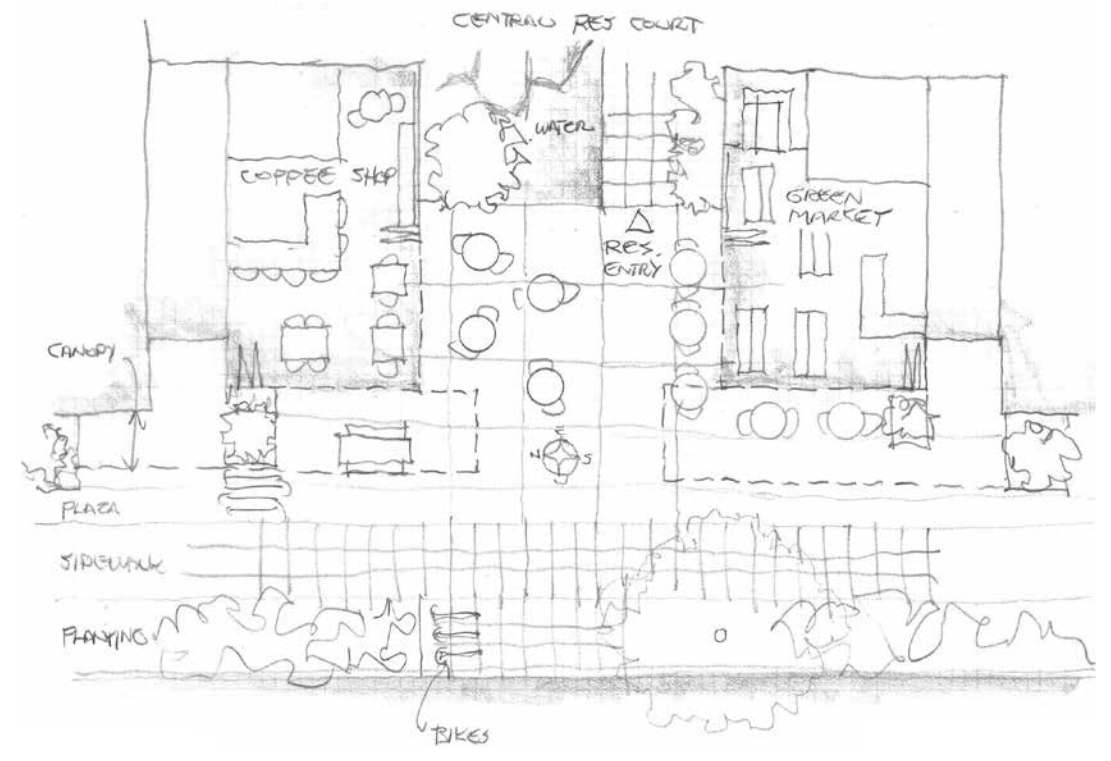 CENTRAL RES COURT
WATER
COFFEE SHOP
GREEN
MARKET
RES.
ENTRY
CANOPY
E
N S
PLAZA
SIDEWALK
PLANTING
BIKES